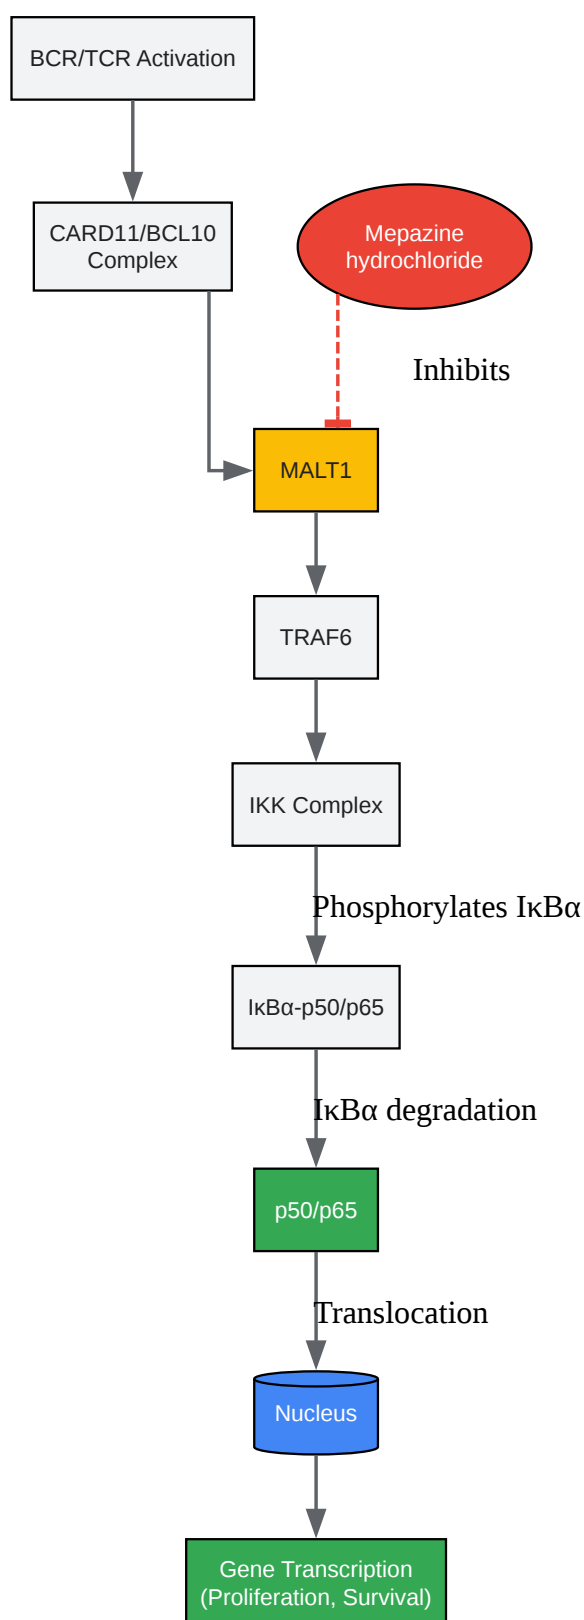 BCR/TCR Activation
CARD11/BCL10
Complex
Mepazine
hydrochloride
Inhibits
MALT1
TRAF6
IKK Complex
Phosphorylates IκBα
IκBα-p50/p65
IκBα degradation
p50/p65
Translocation
Nucleus
Gene Transcription
(Proliferation, Survival)